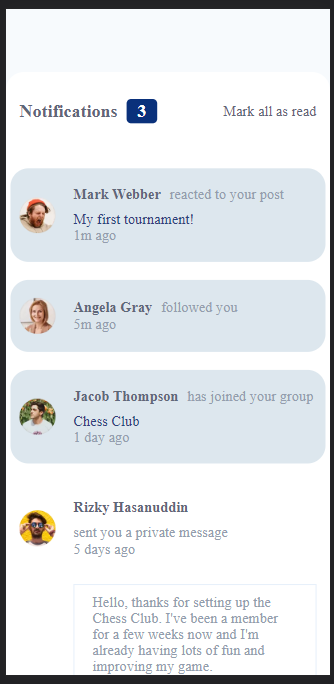 Notifications 3 Mark all as read
Mark Webber reacted to your post
My first tournament!
1m ago
Angela Gray followed you
5m ago
Jacob Thompson has joined your group
Chess Club
1 day ago
Rizky Hasanuddin
sent you a private message
5 days ago
Hello, thanks for setting up the
Chess Club. I've been a member
for a few weeks now and I'm
already having lots of fun and
improving my game.